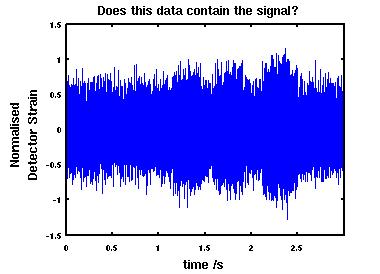 Does this data contain the signal?
1.5
1
0.5
0
-0.5
-1
-1.5
Normalised
Detector Strain
0 0.5 1 1.5 2 2.5
time /s